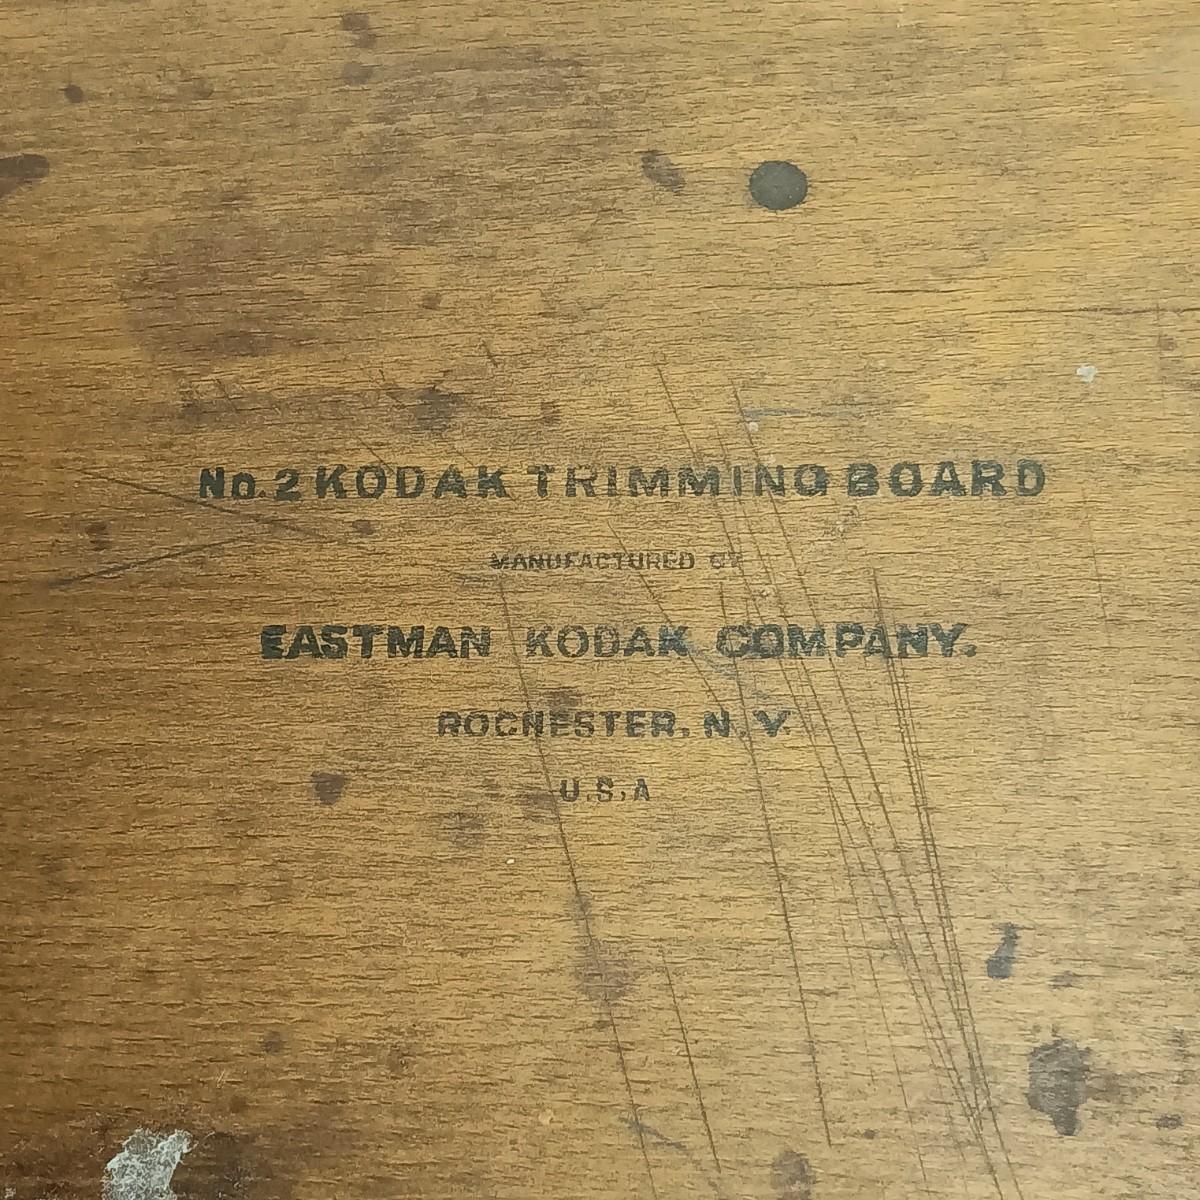 No. 2 KODAK TRIMMING BOARD
MANUFACTURED BY
EASTMAN KODAK COMPANY.
ROCHESTER, N.Y.
U.S.A